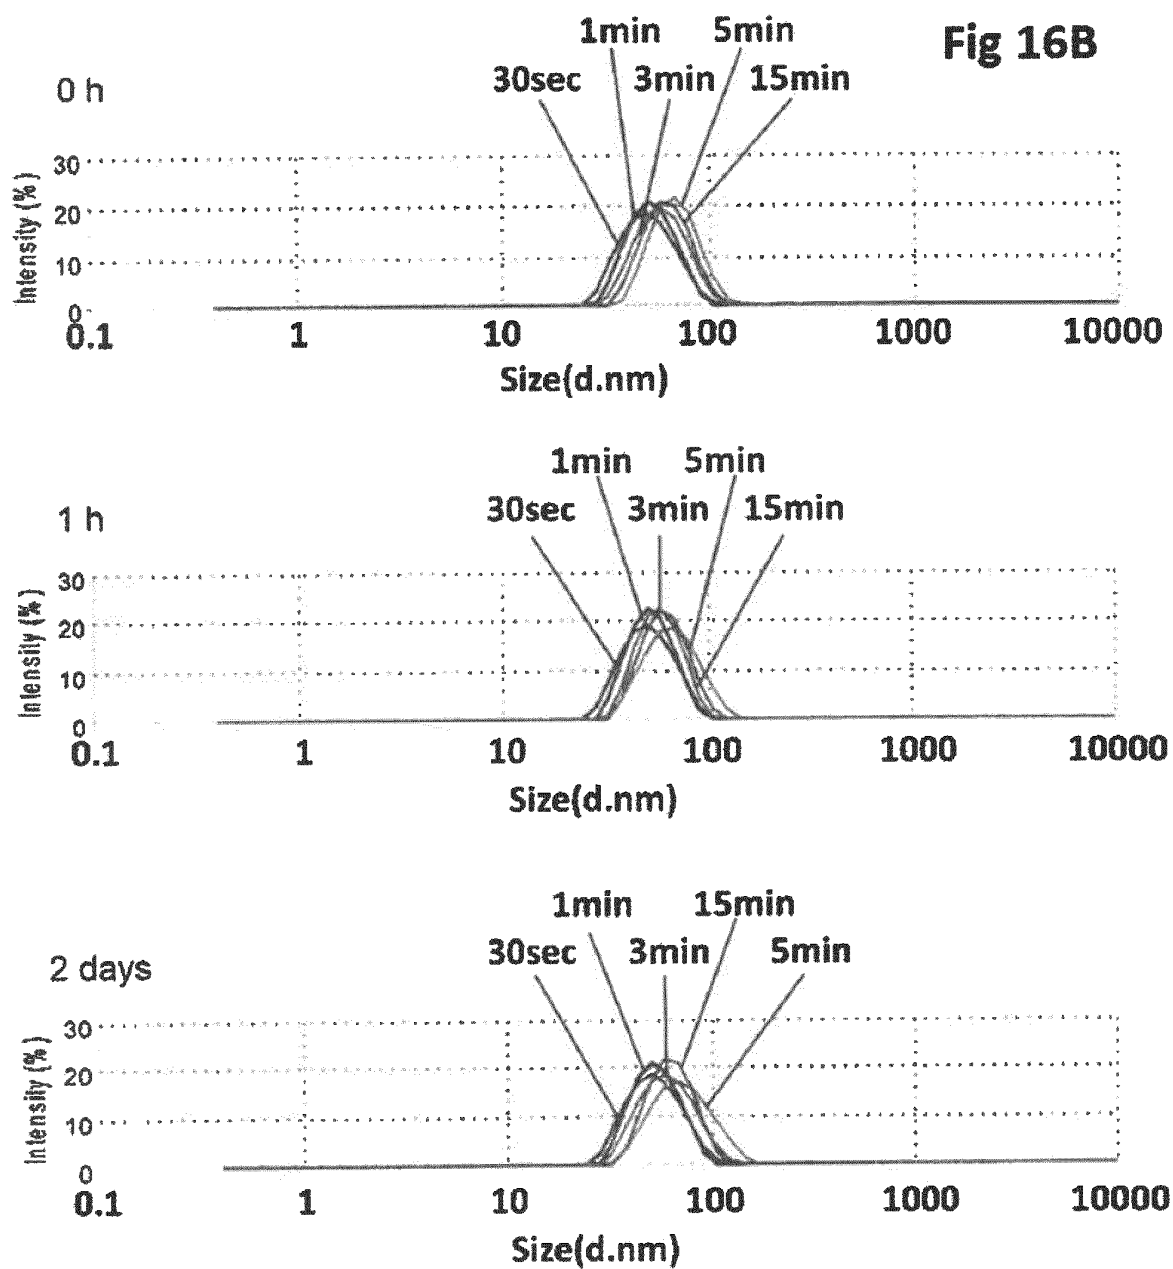 1min 5min Fig 16B
0 h 30sec 3min 15min
Intensity (%)
30
20
10
0
0.1 1 10 100 1000 10000
Size(d.nm)
1min 5min
1 h 30sec 3min 15min
Intensity (%)
30
20
10
0
0.1 1 10 100 1000 10000
Size(d.nm)
1min 15min
2 days 30sec 3min 5min
Intensity (%)
30
20
10
0
0.1 1 10 100 1000 10000
Size(d.nm)